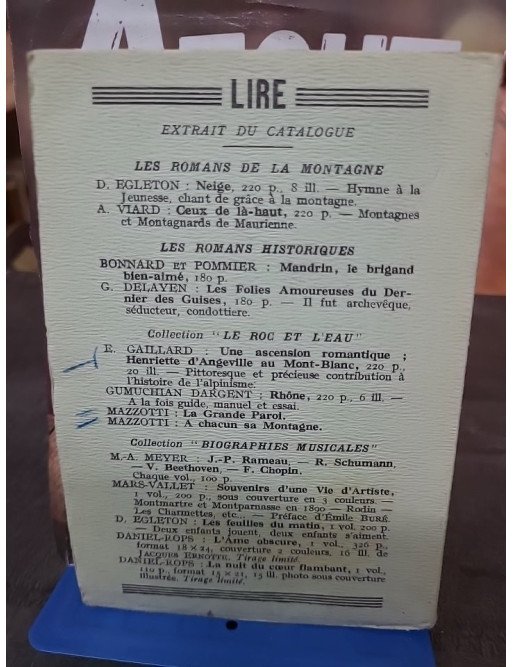 LIRE
EXTRAIT DU CATALOGUE
LES ROMANS DE LA MONTAGNE
D. EGLETON : Neige, 220 p., 8 ill. — Hymne à la
Jeunesse, chant de grâce à la montagne.
A. VIARD : Ceux de là-haut, 220 p. — Montagnes
et Montagnards de Maurienne.
LES ROMANS HISTORIQUES
BONNARD ET POMMIER : Mandrin, le brigand
bien-aimé, 180 p.
G. DELAYEN : Les Folies Amoureuses du Der-
nier des Guises, 180 p. — Il fut archevêque,
séducteur, condottiere.
Collection "LE ROC ET L'EAU"
E. GAILLARD : Une ascension romantique ;
Henriette d'Angeville au Mont-Blanc, 220 p.,
20 ill. — Pittoresque et précieuse contribution à
l'histoire de l'alpinisme.
GUMUCHIAN DARGENT : Rhône, 220 p., 6 ill. —
A la fois guide, manuel et essai.
MAZZOTTI : La Grande Parol.
MAZZOTTI : A chacun sa Montagne.
Collection "BIOGRAPHIES MUSICALES"
M.-A. MEYER : J.-P. Rameau, — R. Schumann,
— V. Beethoven, — F. Chopin.
Chaque vol., 100 p.
MARS-VALLET : Souvenirs d'une Vie d'Artiste,
1 vol., 200 p., sous couverture en 3 couleurs. —
Montmartre et Montparnasse en 1890 — Rodin —
Les Charmettes, etc... — Préface d'Émile BURÉ.
D. EGLETON : Les feuilles du matin, 1 vol. 200 p.
— Deux enfants jouent, deux enfants s'aiment.
DANIEL-ROPS : L'Ame obscure, 1 vol., 326 p.,
format 18 × 24, couverture 2 couleurs, 16 ill. de
JACQUES ERNOTTE. Tirage limité.
DANIEL-ROPS : La nuit du cœur flambant, 1 vol.,
110 p., format 15 × 21, 15 ill. photo sous couverture
illustrée. Tirage limité.